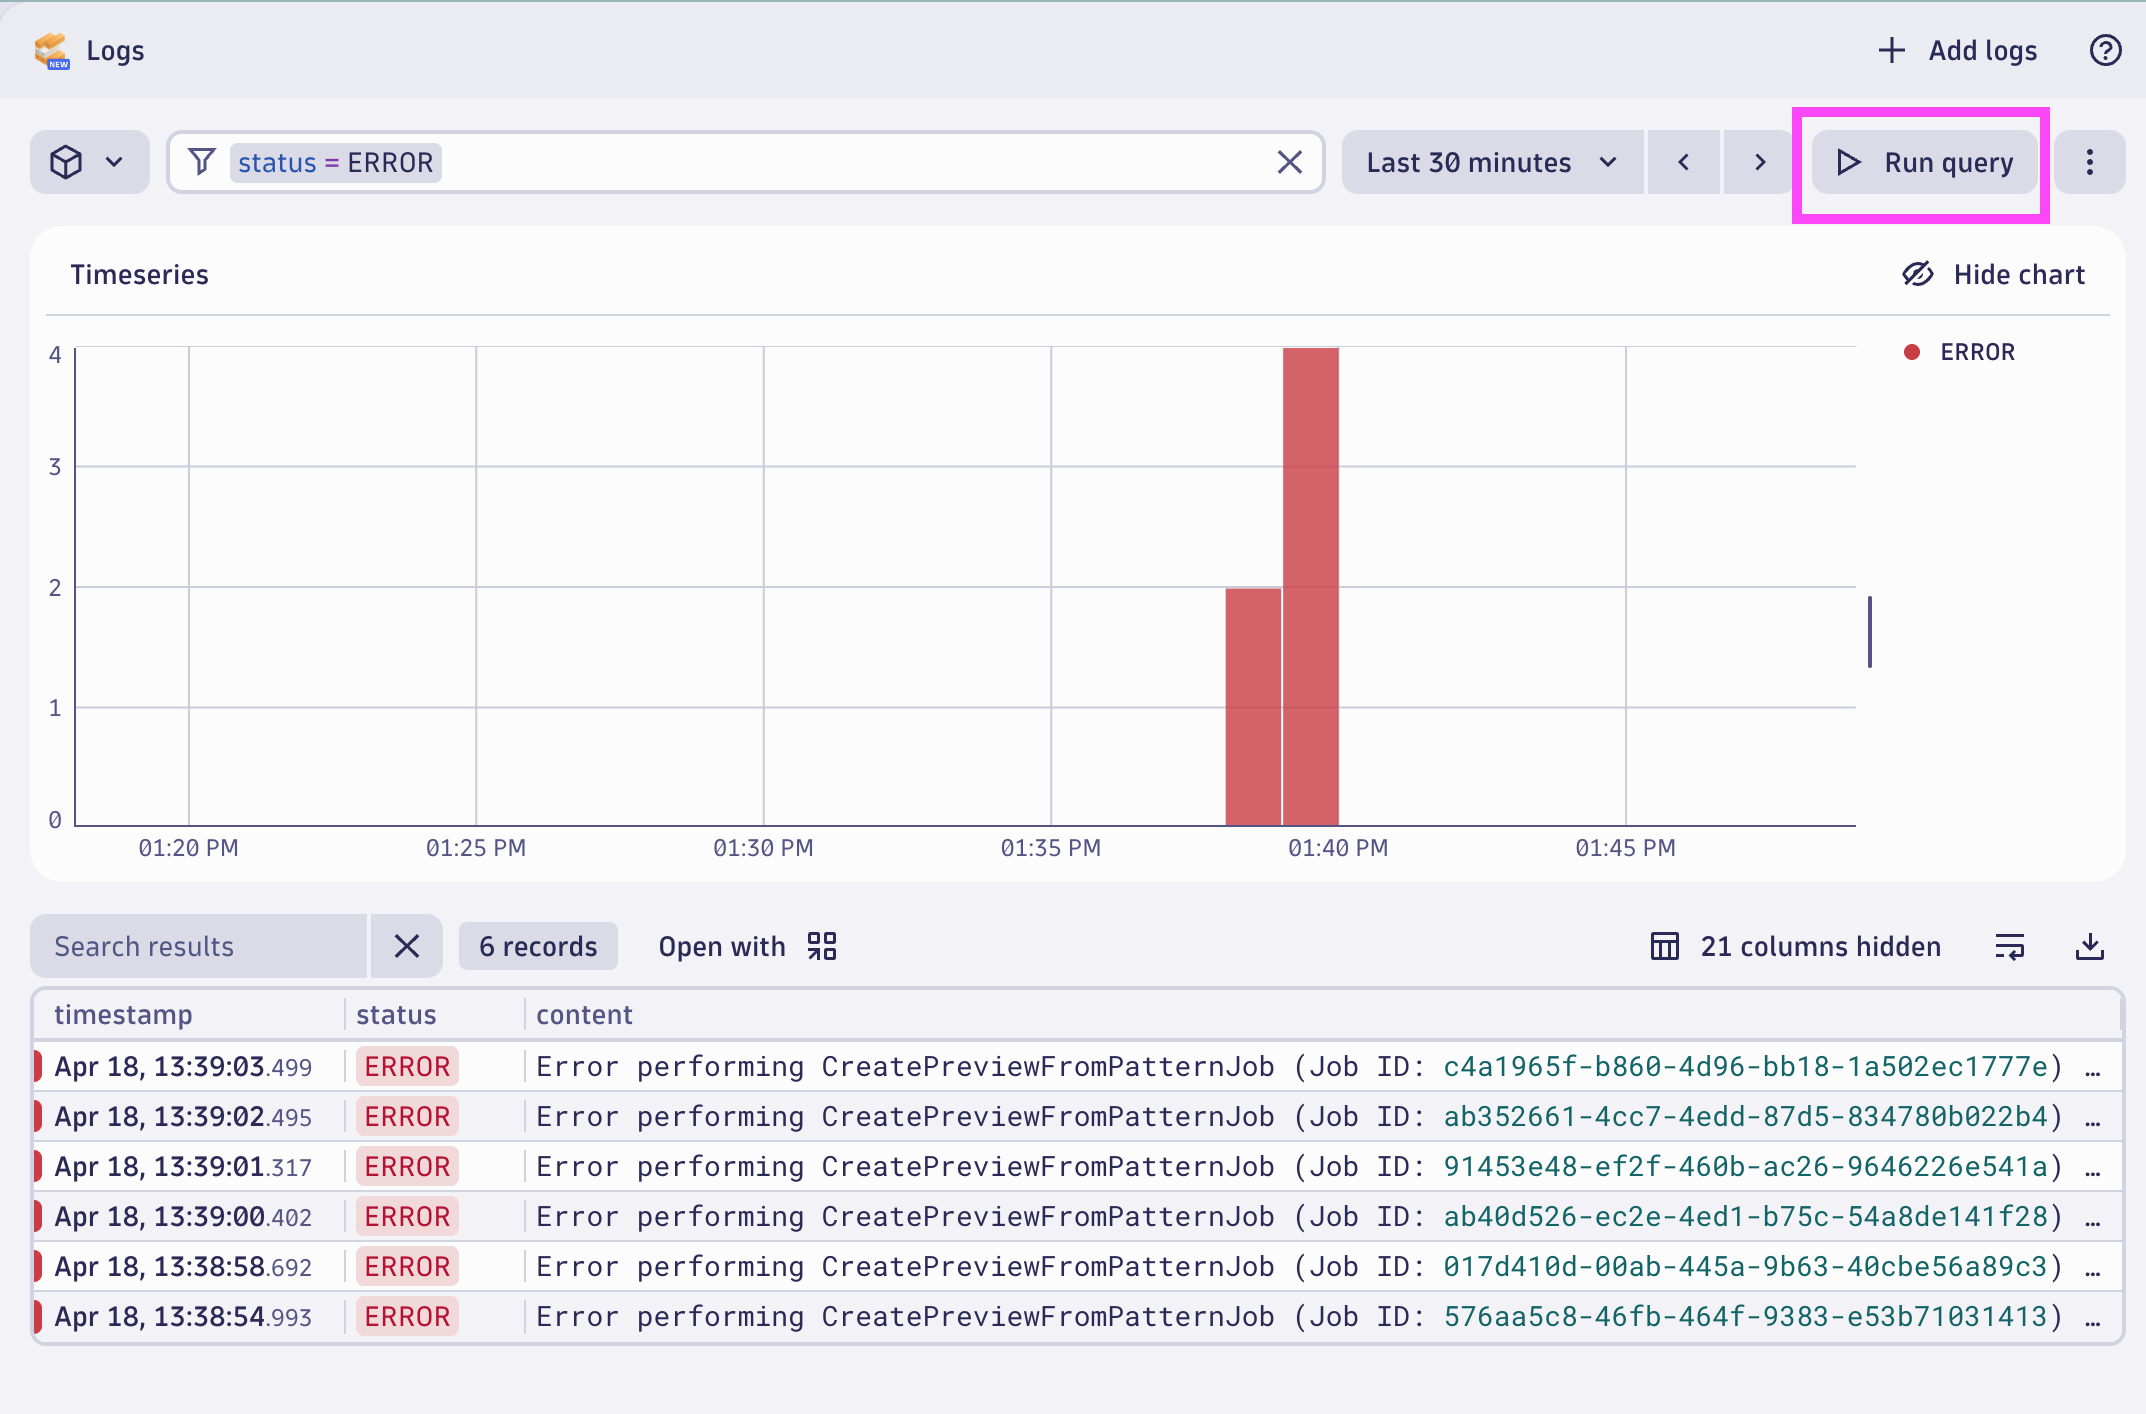 NEW
Logs
Add logs
status = ERROR
Last 30 minutes
Run query
Timeseries
Hide chart
4
3
2
1
0
ERROR
01:20 PM 01:25 PM 01:30 PM 01:35 PM 01:40 PM 01:45 PM
Search results
6 records
Open with
21 columns hidden
timestamp status content
Apr 18, 13:39:03.499 ERROR Error performing CreatePreviewFromPatternJob (Job ID: c4a1965f-b860-4d96-bb18-1a502ec1777e) …
Apr 18, 13:39:02.495 ERROR Error performing CreatePreviewFromPatternJob (Job ID: ab352661-4cc7-4edd-87d5-834780b022b4) …
Apr 18, 13:39:01.317 ERROR Error performing CreatePreviewFromPatternJob (Job ID: 91453e48-ef2f-460b-ac26-9646226e541a) …
Apr 18, 13:39:00.402 ERROR Error performing CreatePreviewFromPatternJob (Job ID: ab40d526-ec2e-4ed1-b75c-54a8de141f28) …
Apr 18, 13:38:58.692 ERROR Error performing CreatePreviewFromPatternJob (Job ID: 017d410d-00ab-445a-9b63-40cbe56a89c3) …
Apr 18, 13:38:54.993 ERROR Error performing CreatePreviewFromPatternJob (Job ID: 576aa5c8-46fb-464f-9383-e53b71031413) …